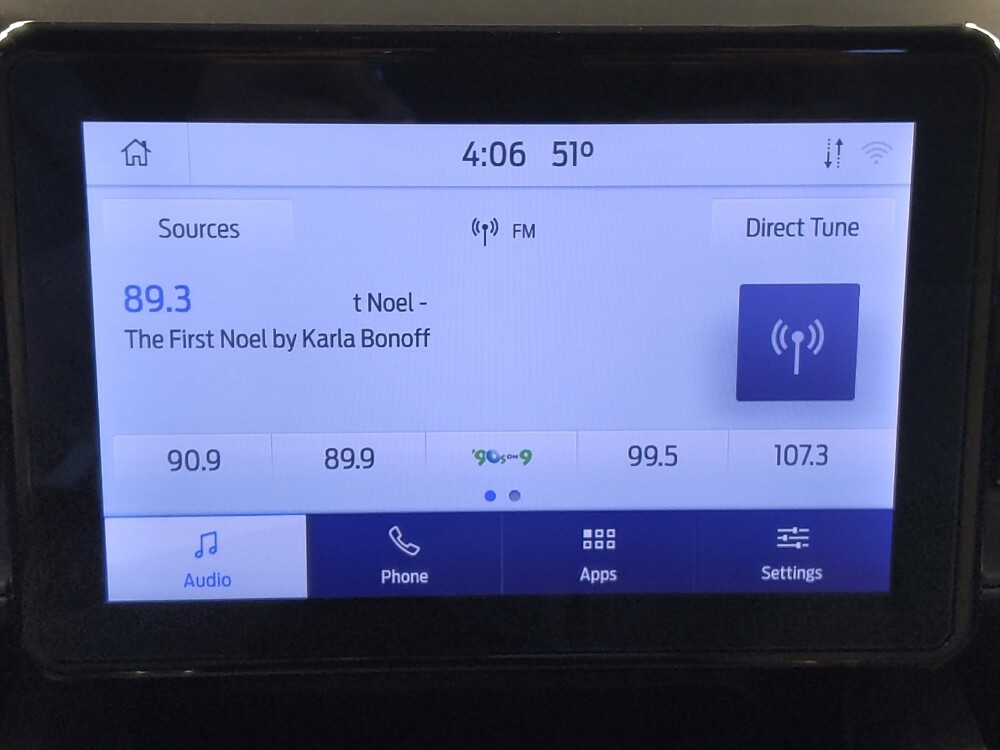 4:06 51°
Sources FM Direct Tune
89.3 t Noel -
The First Noel by Karla Bonoff
90.9 89.9 '90s ON 9 99.5 107.3
Audio Phone Apps Settings